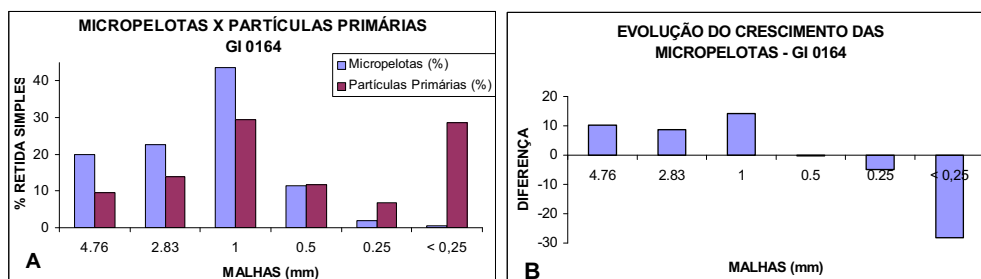 MICROPELOTAS X PARTÍCULAS PRIMÁRIAS
GI 0164
Micropelotas (%)
Partículas Primárias (%)
% RETIDA SIMPLES
40
30
20
10
0
4.76 2.83 1 0.5 0.25 < 0,25
MALHAS (mm)
A
EVOLUÇÃO DO CRESCIMENTO DAS
MICROPELOTAS - GI 0164
DIFERENÇA
20
10
0
-10
-20
-30
4.76 2.83 1 0.5 0.25 < 0,25
MALHAS (mm)
B